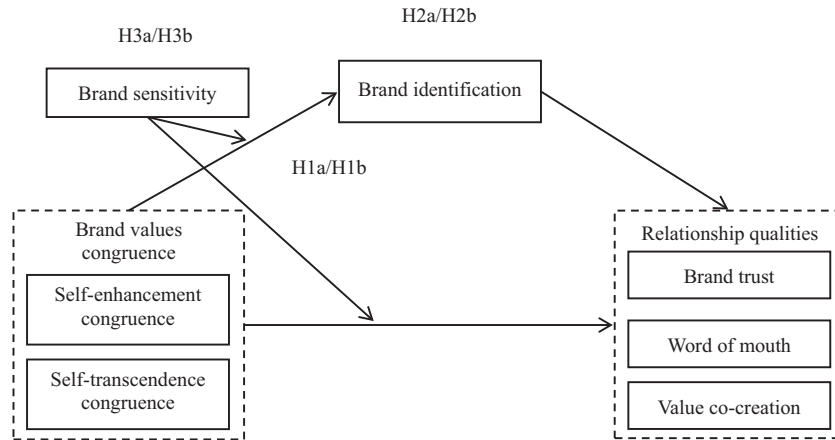 H2a/H2b
H3a/H3b
Brand sensitivity
Brand identification
H1a/H1b
Brand values
congruence
Self-enhancement
congruence
Self-transcendence
congruence
Relationship qualities
Brand trust
Word of mouth
Value co-creation